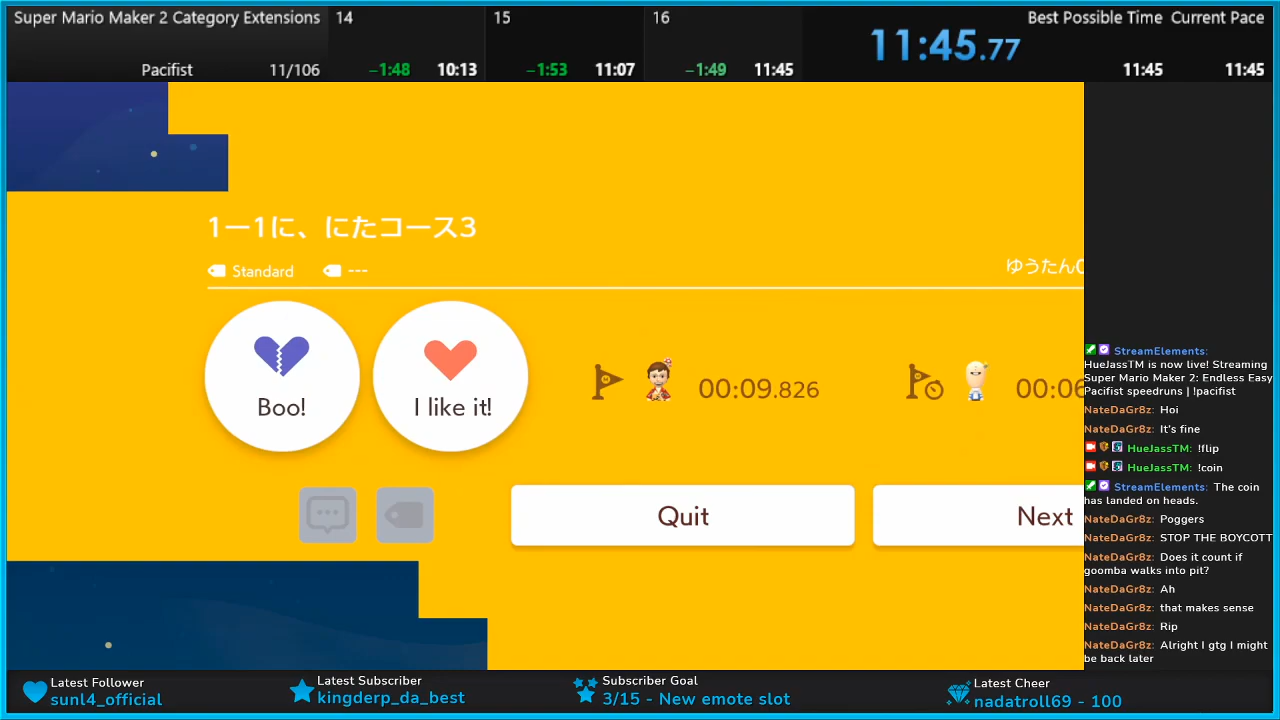 Super Mario Maker 2 Category Extensions
Pacifist 11/106
14
-1:48 10:13
15
-1:53 11:07
16
-1:49 11:45
11:45.77
Best Possible Time Current Pace
11:45 11:45
1ー1に、にたコース3
Standard ---
ゆうたん
Boo!
I like it!
00:09.826
00:06
Quit
Next
StreamElements:
HueJassTM is now live! Streaming
Super Mario Maker 2: Endless Easy
Pacifist speedruns | !pacifist
NateDaGr8z: Hoi
NateDaGr8z: It's fine
HueJassTM: !flip
HueJassTM: !coin
StreamElements: The coin
has landed on heads.
NateDaGr8z: Poggers
NateDaGr8z: STOP THE BOYCOTT
NateDaGr8z: Does it count if
goomba walks into pit?
NateDaGr8z: Ah
NateDaGr8z: that makes sense
NateDaGr8z: Rip
NateDaGr8z: Alright I gtg I might
be back later
Latest Follower
sunl4_official
Latest Subscriber
kingderp_da_best
Subscriber Goal
3/15 - New emote slot
Latest Cheer
nadatroll69 - 100